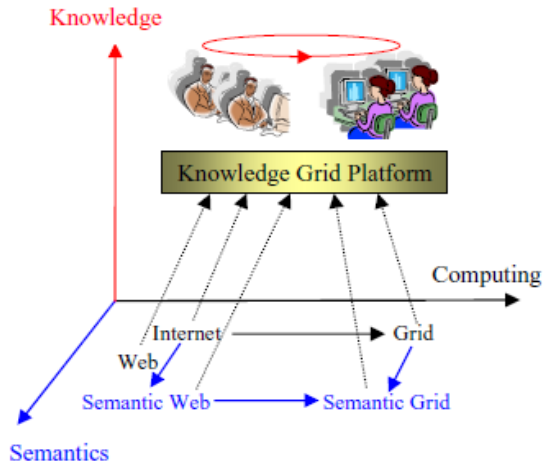 Knowledge
Knowledge Grid Platform
Computing
Internet
Grid
Web
Semantic Web
Semantic Grid
Semantics